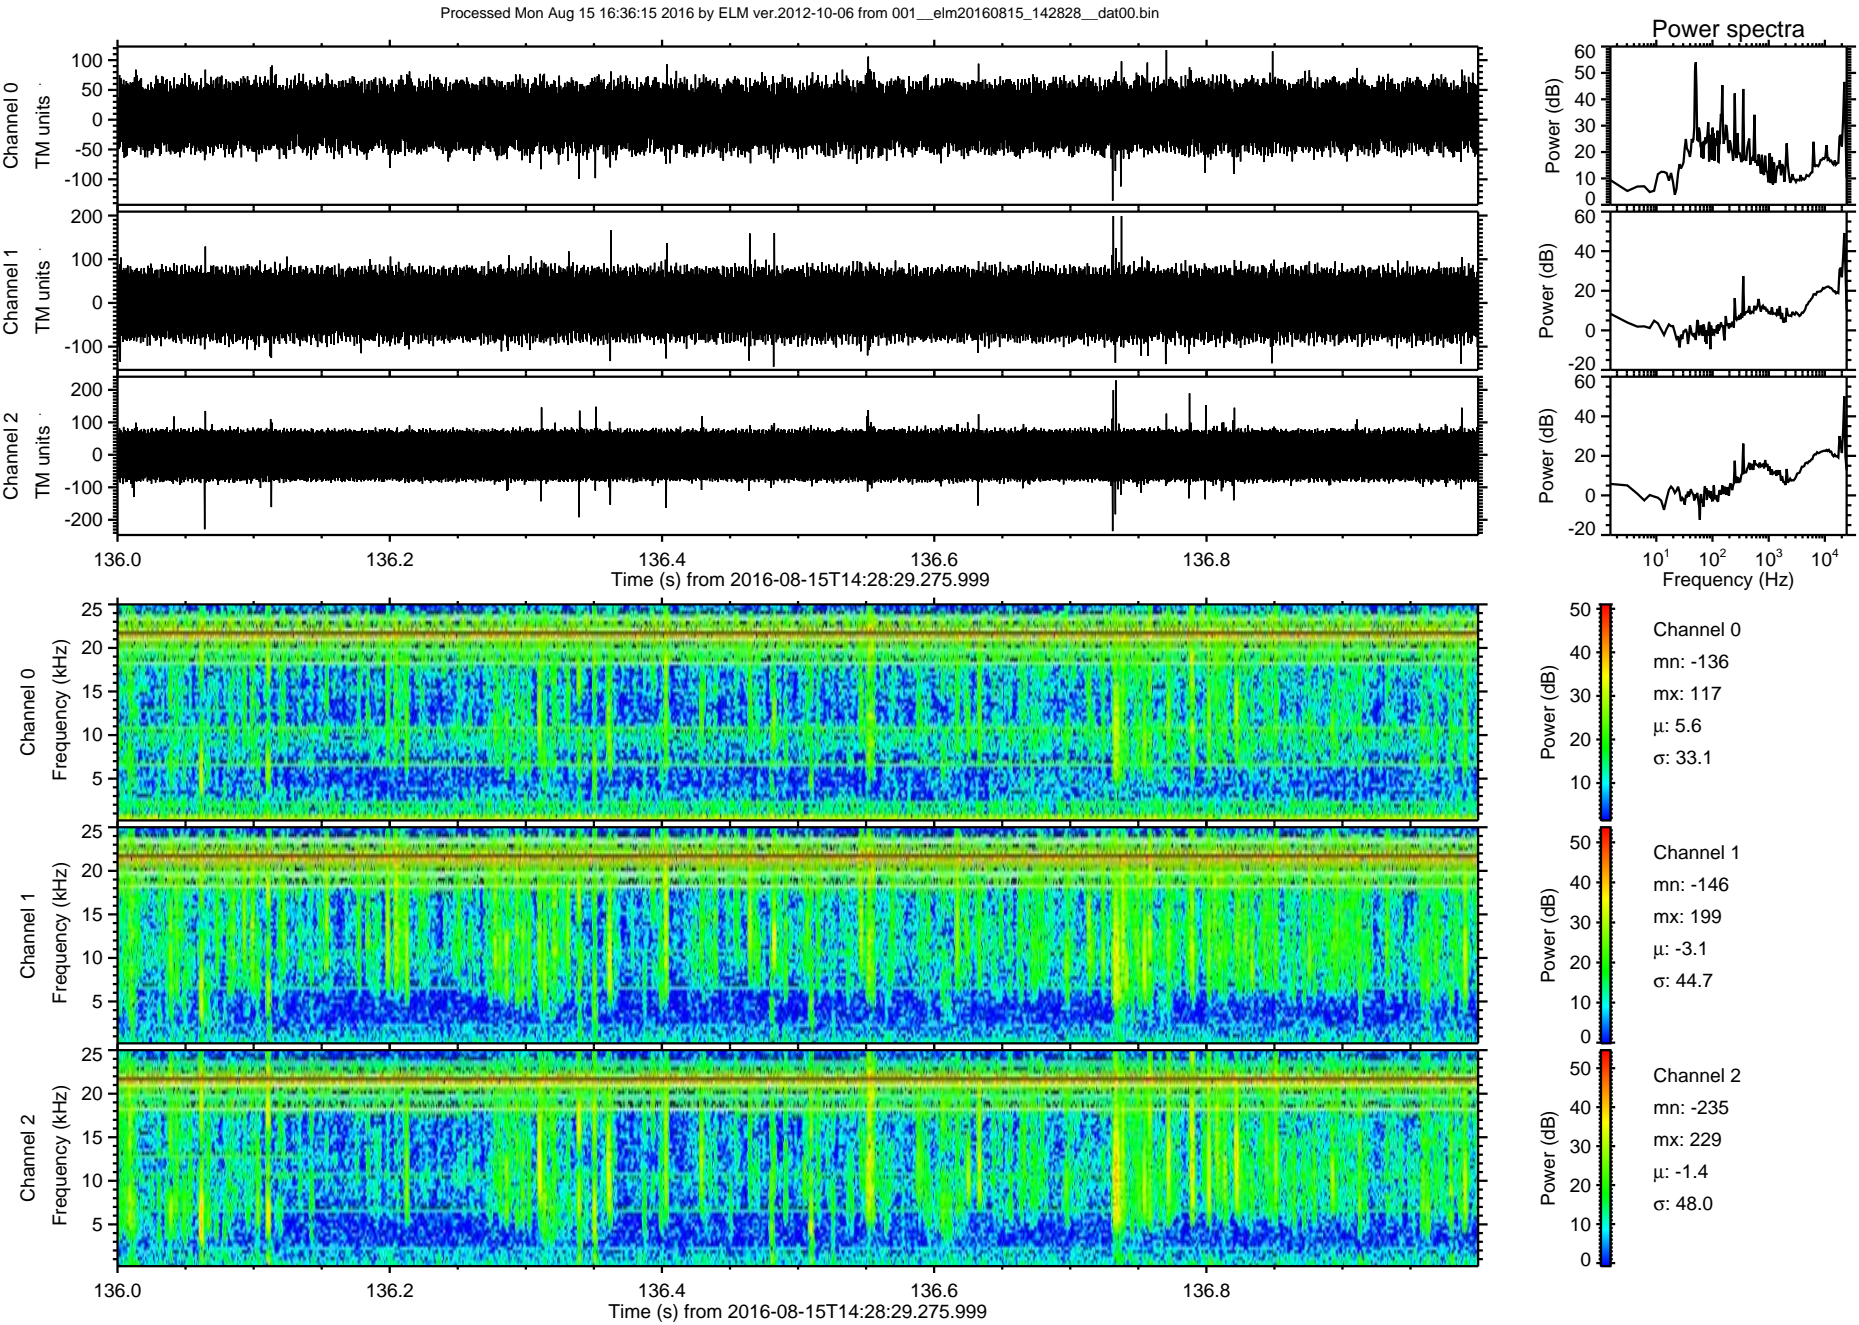 Processed Mon Aug 15 16:36:15 2016 by ELM ver.2012-10-06 from 001__elm20160815_142828__dat00.bin
Power spectra
Channel 0
TM units
100
50
0
-50
-100
Power (dB)
60
50
40
30
20
10
0
Channel 1
TM units
200
100
0
-100
Power (dB)
60
40
20
0
-20
Channel 2
TM units
200
100
0
-100
-200
Power (dB)
60
40
20
0
-20
136.0 136.2 136.4 136.6 136.8
Time (s) from 2016-08-15T14:28:29.275.999
10^1 10^2 10^3 10^4
Frequency (Hz)
Channel 0
Frequency (kHz)
25
20
15
10
5
Power (dB)
50
40
30
20
10
Channel 0
mn: -136
mx: 117
μ: 5.6
σ: 33.1
Channel 1
Frequency (kHz)
25
20
15
10
5
Power (dB)
50
40
30
20
10
0
Channel 1
mn: -146
mx: 199
μ: -3.1
σ: 44.7
Channel 2
Frequency (kHz)
25
20
15
10
5
Power (dB)
50
40
30
20
10
0
Channel 2
mn: -235
mx: 229
μ: -1.4
σ: 48.0
136.0 136.2 136.4 136.6 136.8
Time (s) from 2016-08-15T14:28:29.275.999